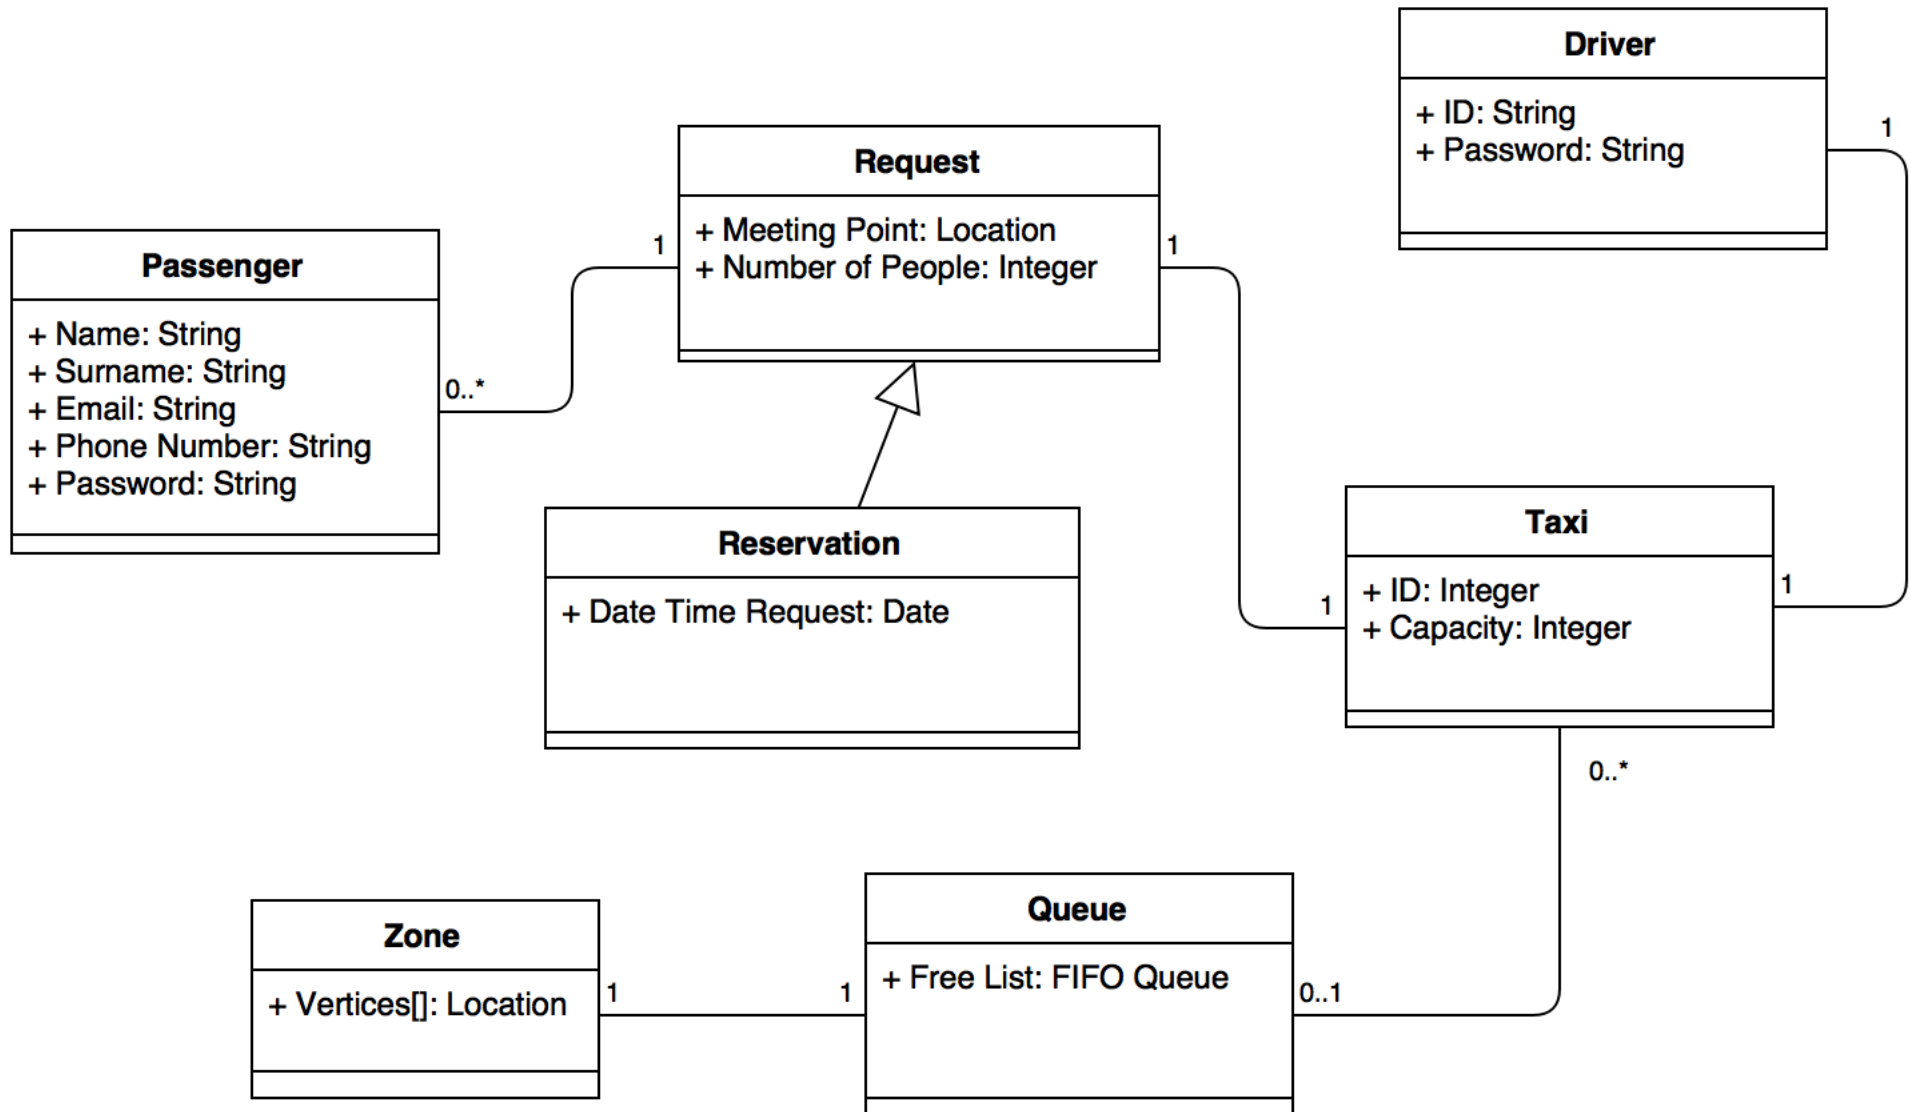 Driver
+ ID: String
+ Password: String
1
Request
+ Meeting Point: Location
+ Number of People: Integer
1
1
Passenger
+ Name: String
+ Surname: String
+ Email: String
+ Phone Number: String
+ Password: String
0..*
Reservation
+ Date Time Request: Date
Taxi
+ ID: Integer
+ Capacity: Integer
1
1
0..*
Queue
+ Free List: FIFO Queue
0..1
1
Zone
+ Vertices[]: Location
1